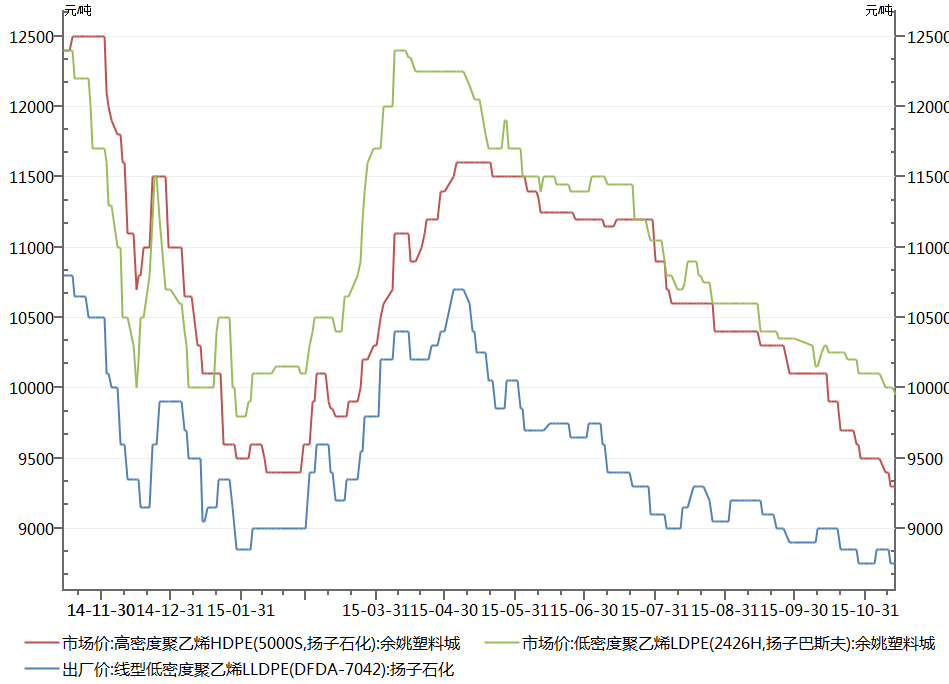 元/吨 元/吨
12500 12500
12000 12000
11500 11500
11000 11000
10500 10500
10000 10000
9500 9500
9000 9000
14-11-30 14-12-31 15-01-31 15-03-31 15-04-30 15-05-31 15-06-30 15-07-31 15-08-31 15-09-30 15-10-31
市场价:高密度聚乙烯HDPE(5000S,扬子石化):余姚塑料城 市场价:低密度聚乙烯LDPE(2426H,扬子巴斯夫):余姚塑料城
出厂价:线型低密度聚乙烯LLDPE(DFDA-7042):扬子石化